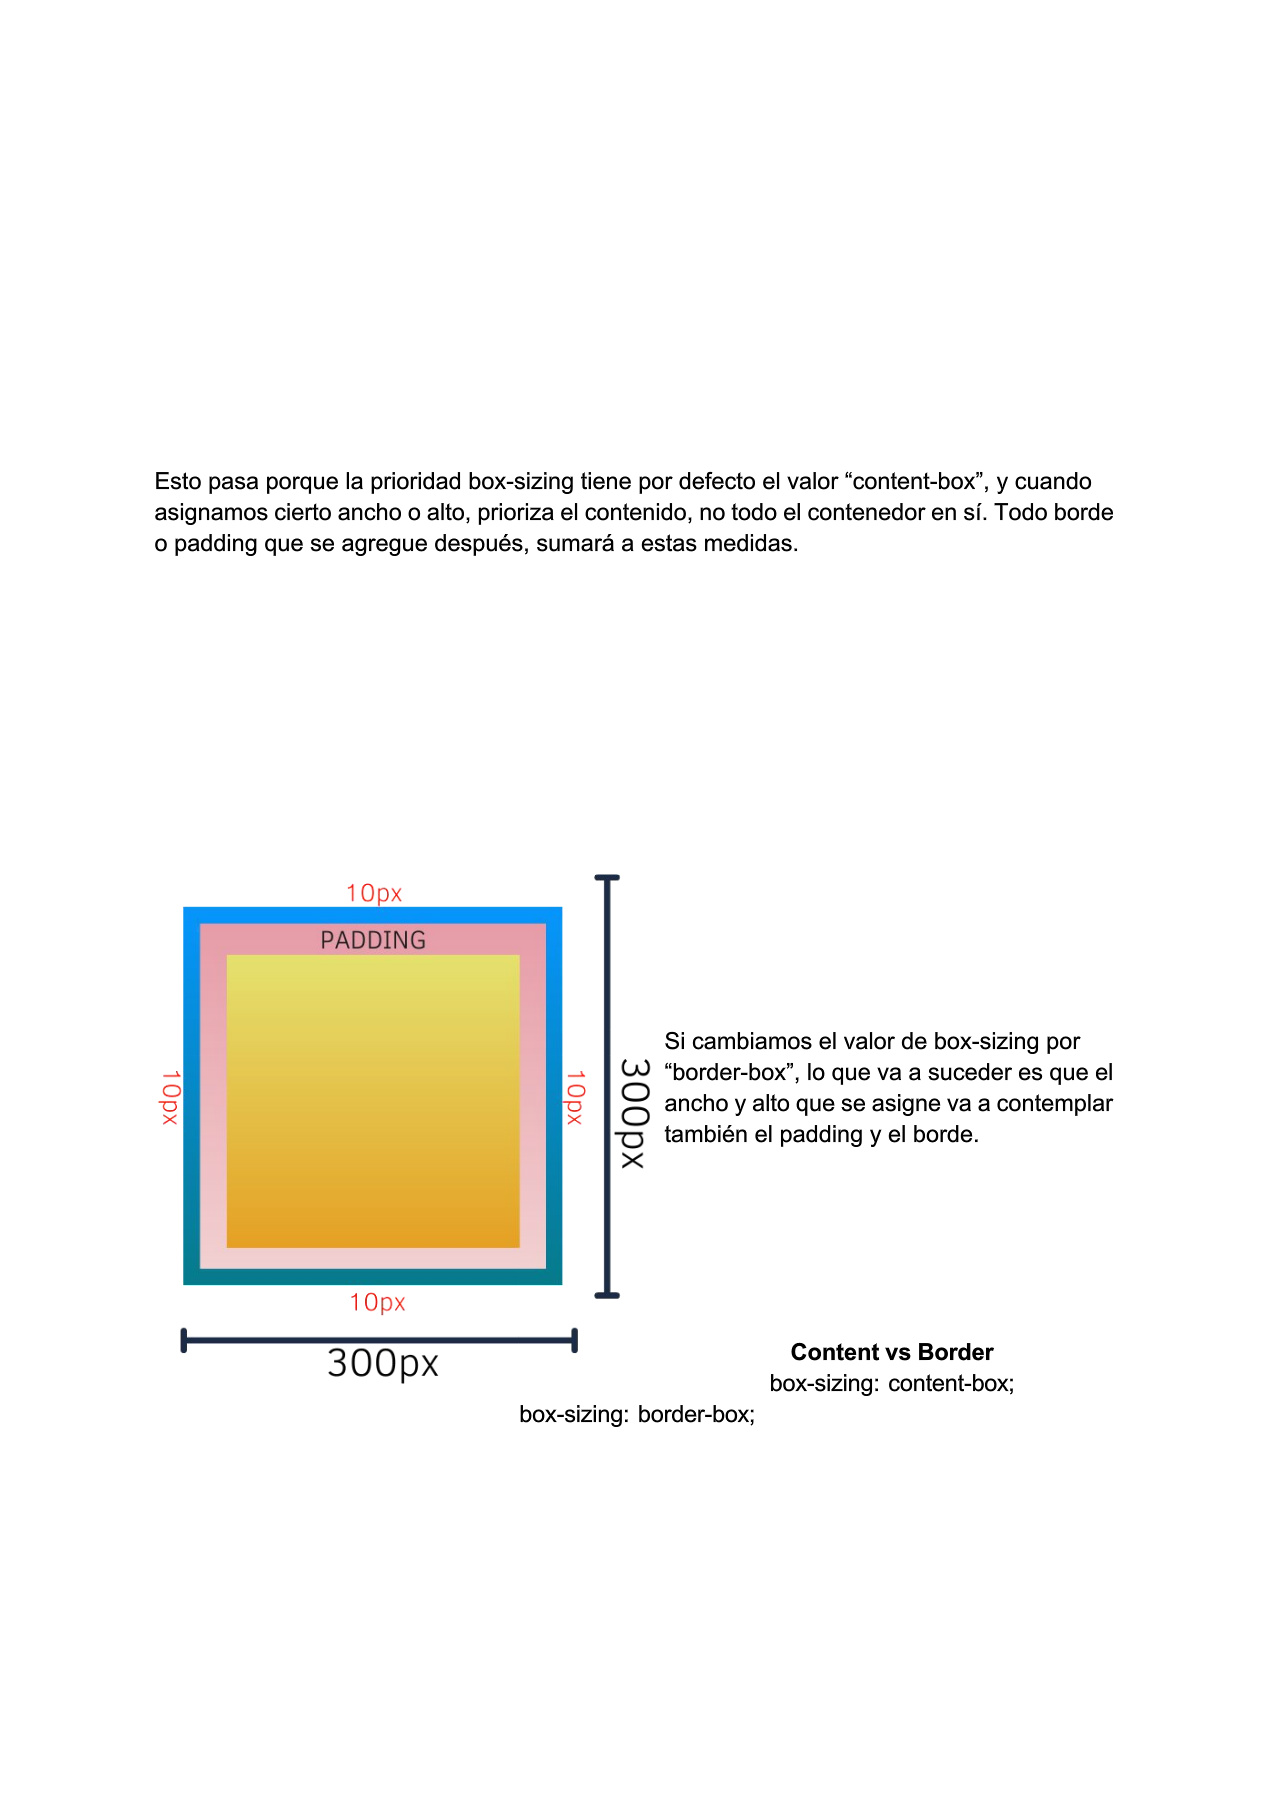 Esto pasa porque la prioridad box-sizing tiene por defecto el valor “content-box”, y cuando
asignamos cierto ancho o alto, prioriza el contenido, no todo el contenedor en sí. Todo borde
o padding que se agregue después, sumará a estas medidas.
10px
PADDING
10px
10px
300px
10px
300px
Si cambiamos el valor de box-sizing por
“border-box”, lo que va a suceder es que el
ancho y alto que se asigne va a contemplar
también el padding y el borde.
Content vs Border
box-sizing: content-box;
box-sizing: border-box;